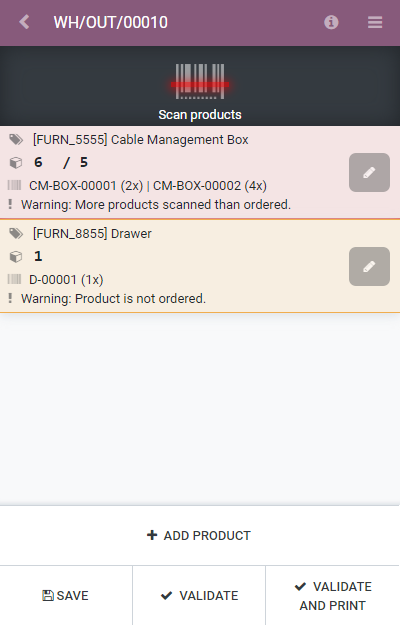 WH/OUT/00010
Scan products
[FURN_5555] Cable Management Box
6 / 5
CM-BOX-00001 (2x) | CM-BOX-00002 (4x)
! Warning: More products scanned than ordered.
[FURN_8855] Drawer
1
D-00001 (1x)
! Warning: Product is not ordered.
ADD PRODUCT
SAVE
VALIDATE
VALIDATE
AND PRINT